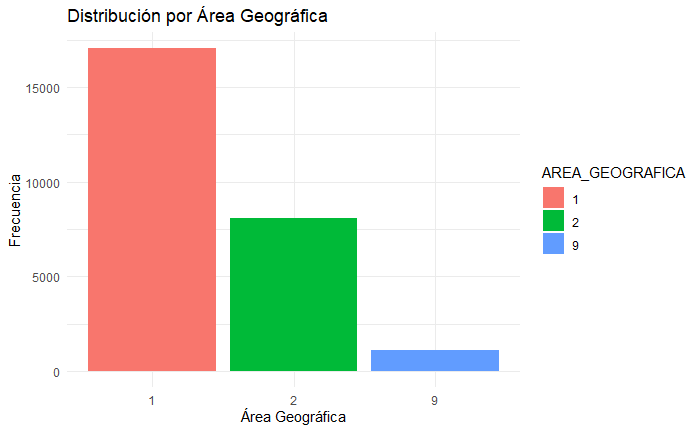 Distribución por Área Geográfica
15000
10000
5000
0
Frecuencia
1
2
9
Área Geográfica
AREA_GEOGRAFICA
1
2
9